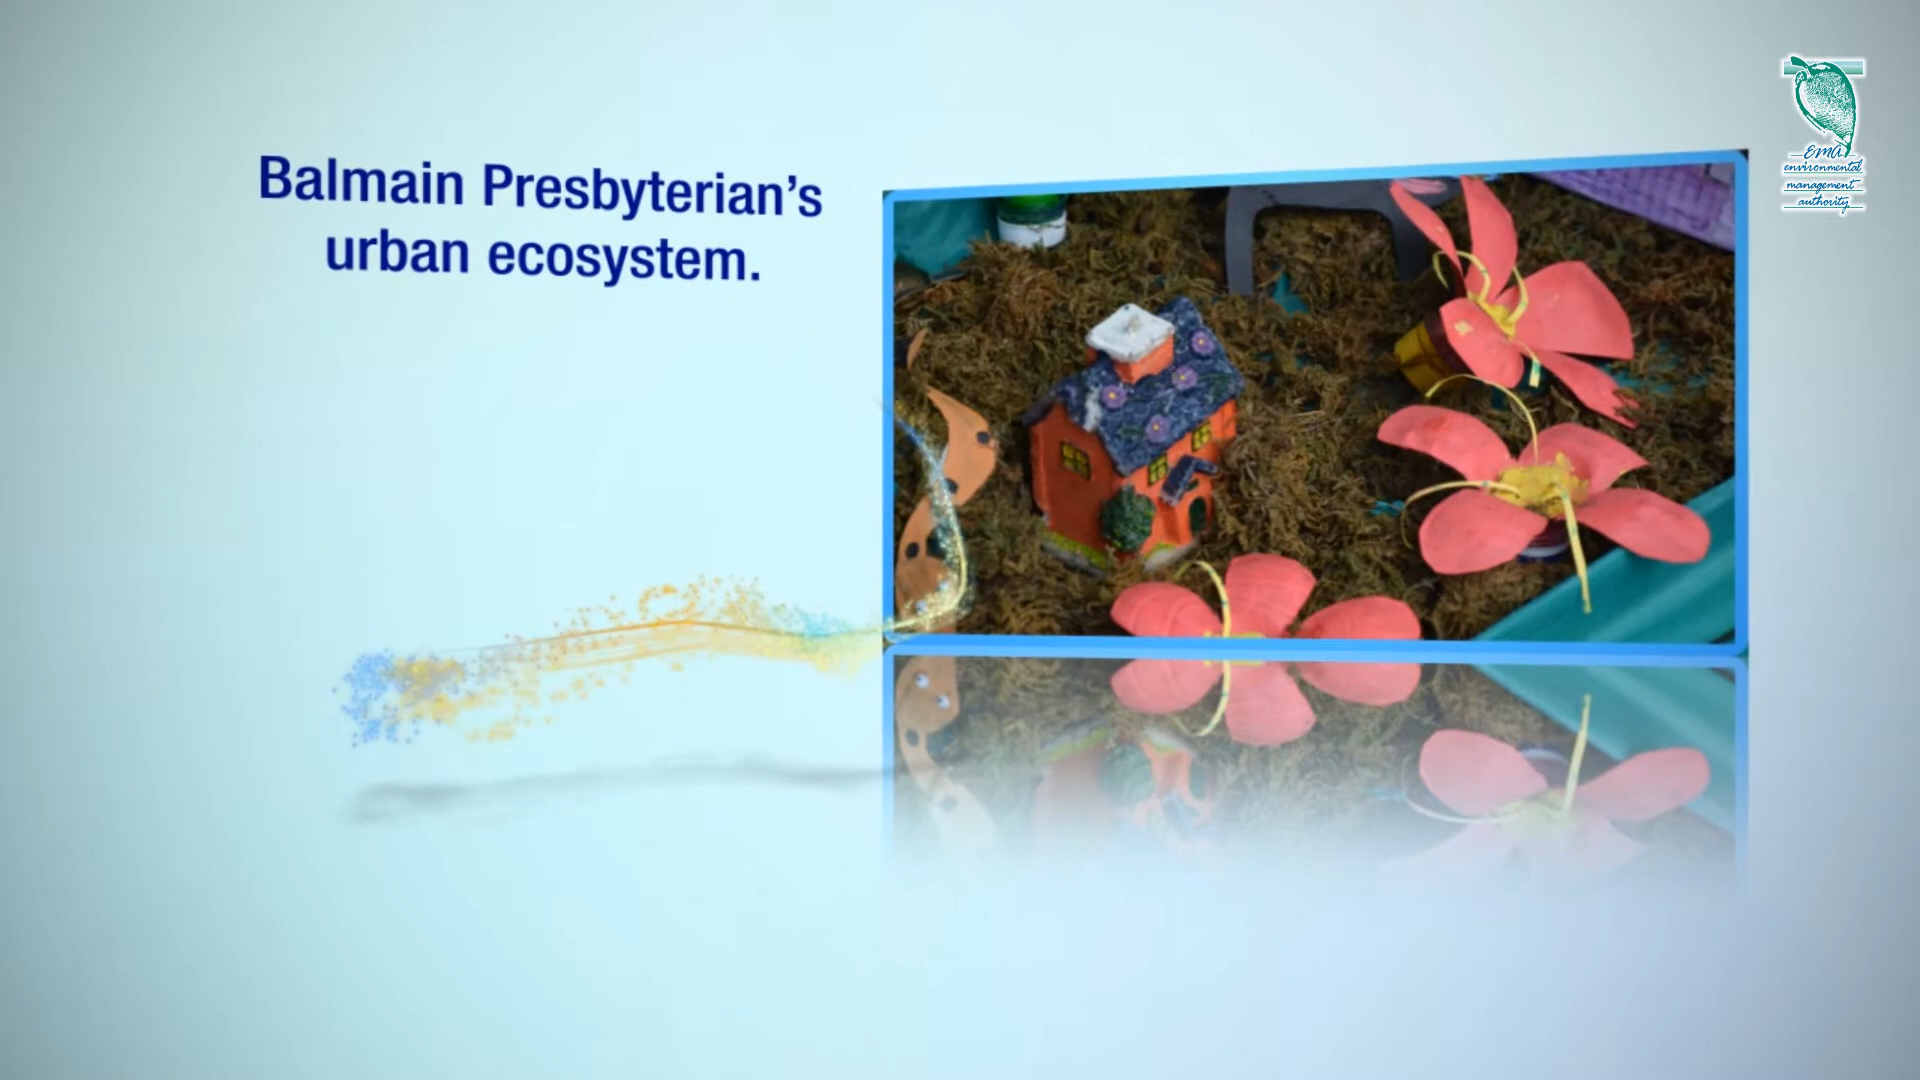 Balmain Presbyterian’s
urban ecosystem.
EMA
environmental
management
authority